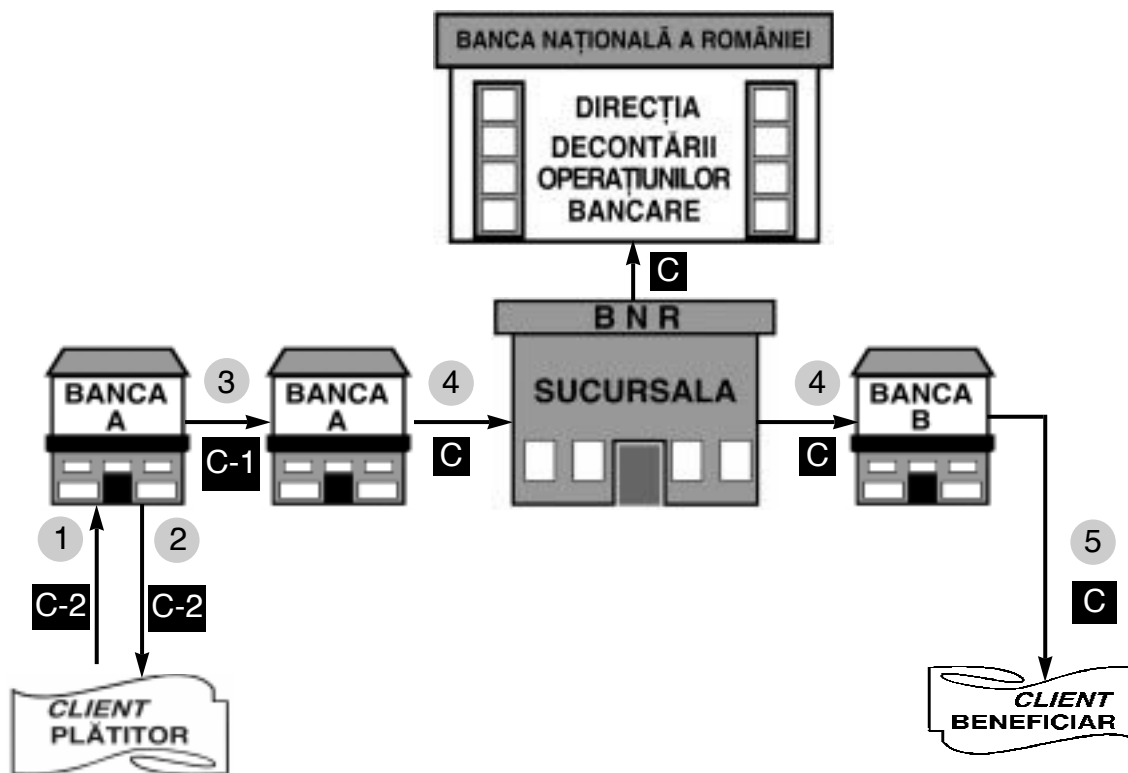 BANCA NAȚIONALĂ A ROMÂNIEI
DIRECȚIA
DECONTĂRII
OPERAȚIUNILOR
BANCARE
C
B N R
SUCURSALA
BANCA
A
3
C-1
BANCA
A
4
C
4
C
BANCA
B
1
C-2
2
C-2
5
C
CLIENT
PLĂTITOR
CLIENT
BENEFICIAR